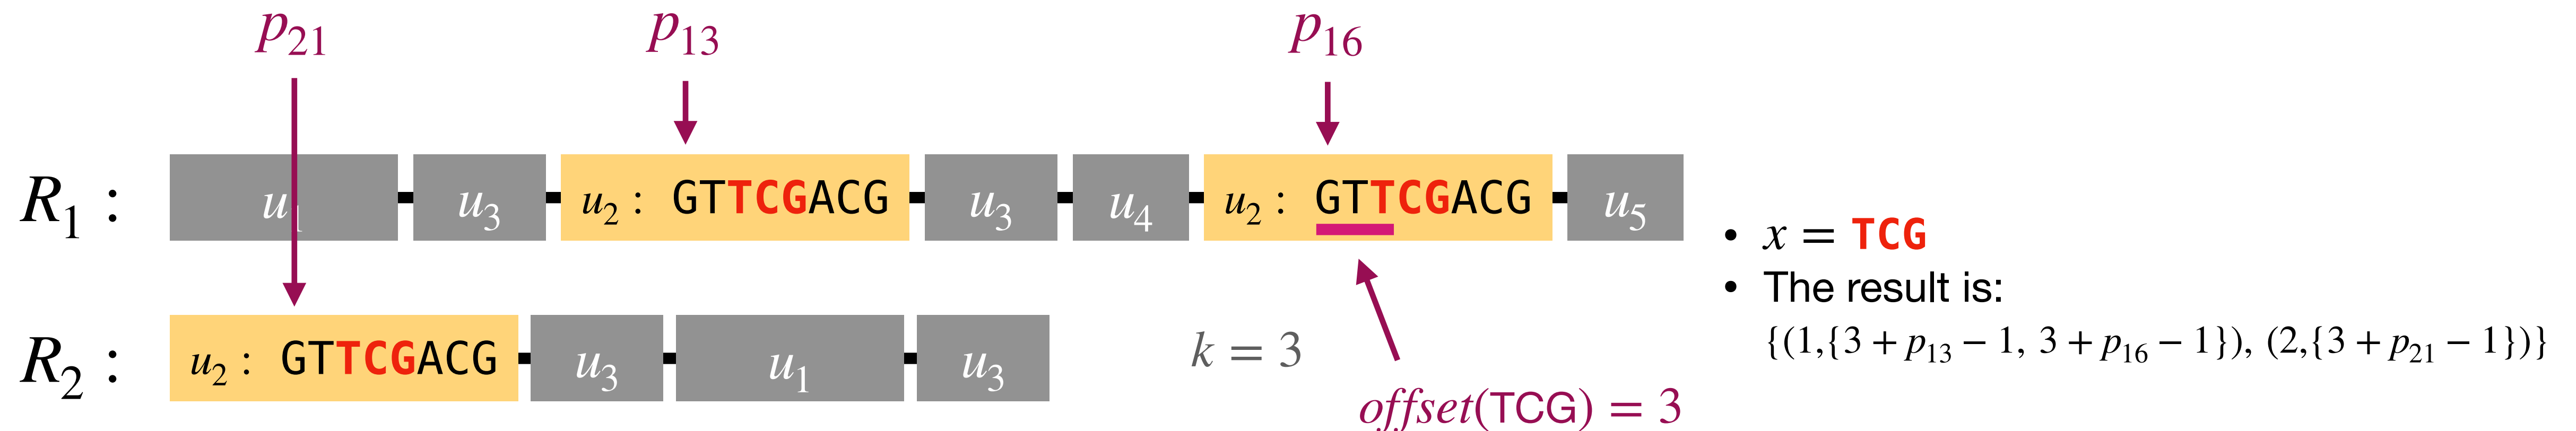 p₂₁ p₁₃ p₁₆
R₁ : u₁ u₃ u₂ : GTTCGACG u₃ u₄ u₂ : GTTCGACG u₅
R₂ : u₂ : GTTCGACG u₃ u₁ u₃
k = 3
offset(TCG) = 3
• x = TCG
• The result is:
{(1,{3 + p₁₃ − 1, 3 + p₁₆ − 1}), (2,{3 + p₂₁ − 1})}